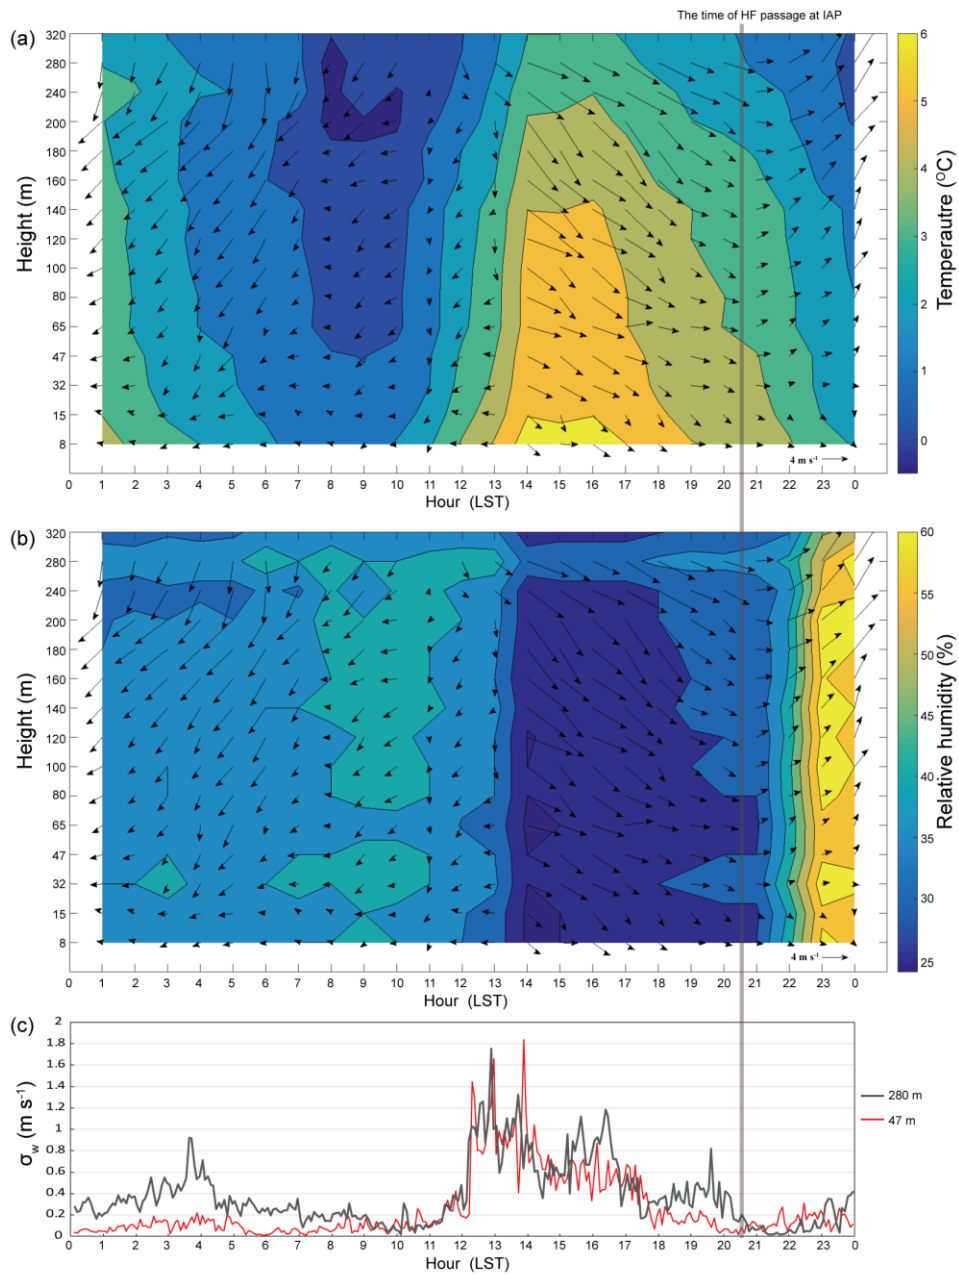 The time of HF passage at IAP
(a)
320
280
240
200
180
160
140
120
100
80
65
47
32
15
8
Height (m)
4 m s⁻¹
0 1 2 3 4 5 6 7 8 9 10 11 12 13 14 15 16 17 18 19 20 21 22 23 0
Hour (LST)
6
5
4
3
2
1
0
Temperautre (°C)
(b)
320
280
240
200
160
140
120
100
80
65
47
32
15
8
Height (m)
4 m s⁻¹
0 1 2 3 4 5 6 7 8 9 10 11 12 13 14 15 16 17 18 19 20 21 22 23 0
Hour (LST)
60
55
50
45
40
35
30
25
Relative humidity (%)
(c)
2
1.8
1.6
1.4
1.2
1
0.8
0.6
0.4
0.2
0
σw (m s⁻¹)
0 1 2 3 4 5 6 7 8 9 10 11 12 13 14 15 16 17 18 19 20 21 22 23 0
Hour (LST)
280 m
47 m